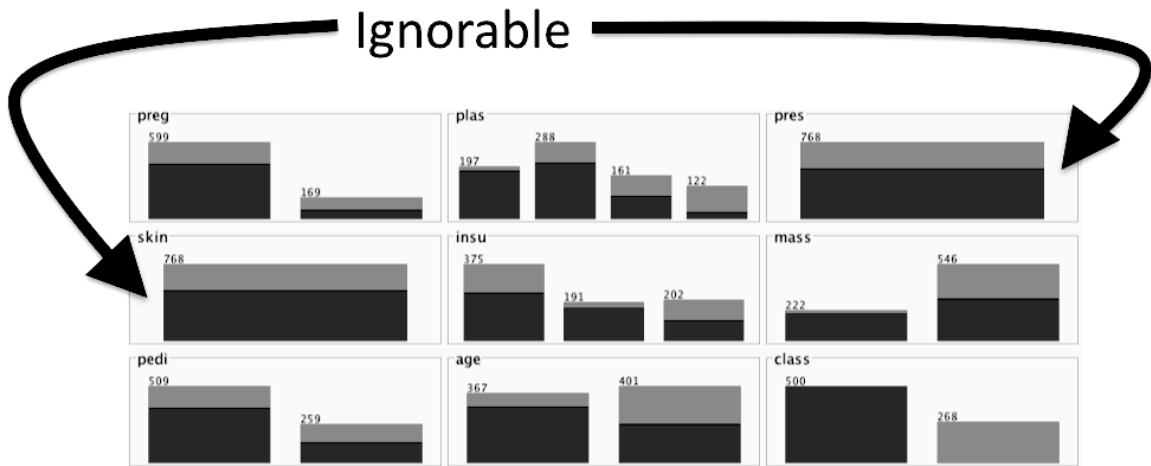 Ignorable
preg
599
169
plas
197
288
161
122
pres
768
skin
768
insu
375
191
202
mass
222
546
pedi
509
259
age
367
401
class
500
268